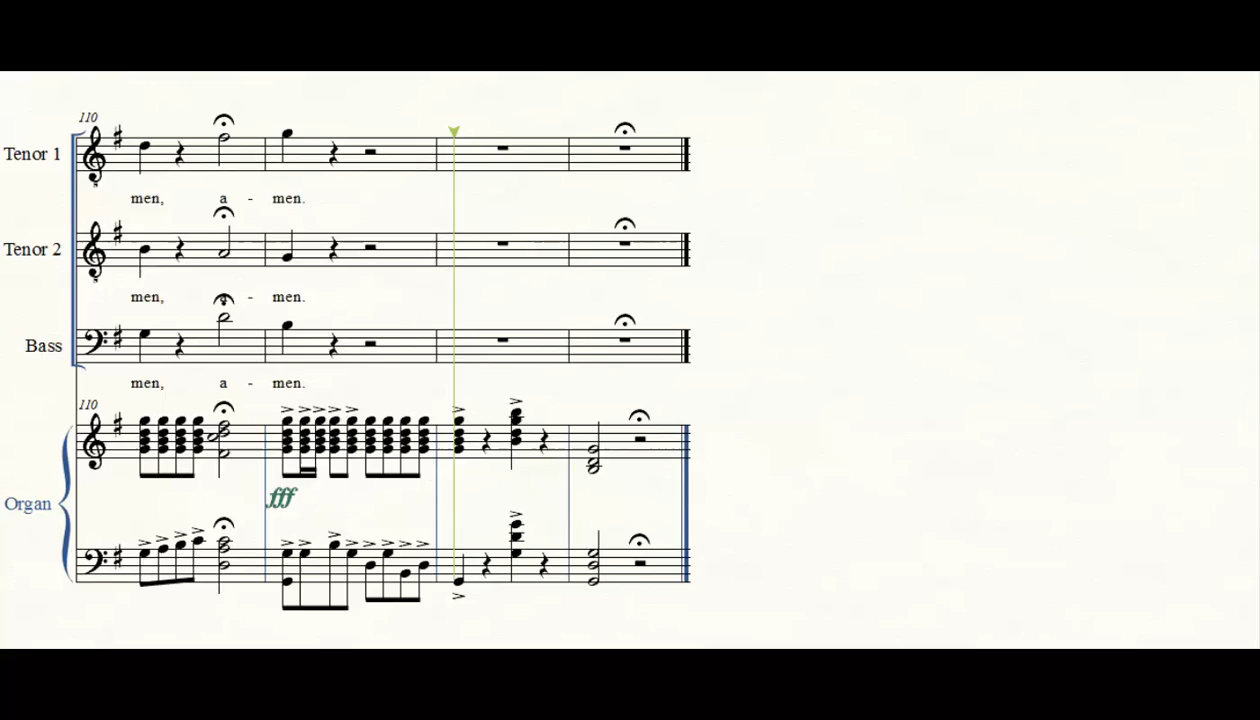 110
Tenor 1
men, a - men.
Tenor 2
men, a - men.
Bass
men, a - men.
110
Organ
fff